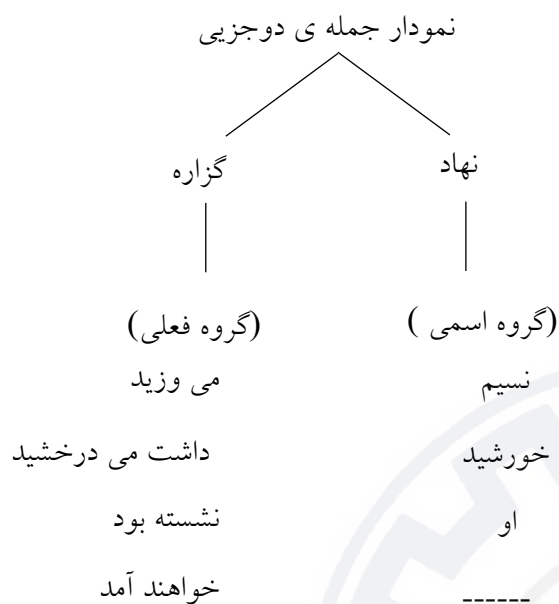 نمودار جمله ی دوجزیی
نهاد گزاره
(گروه اسمی ) (گروه فعلی)
نسیم می وزید
خورشید داشت می درخشید
او نشسته بود
------ خواهند آمد